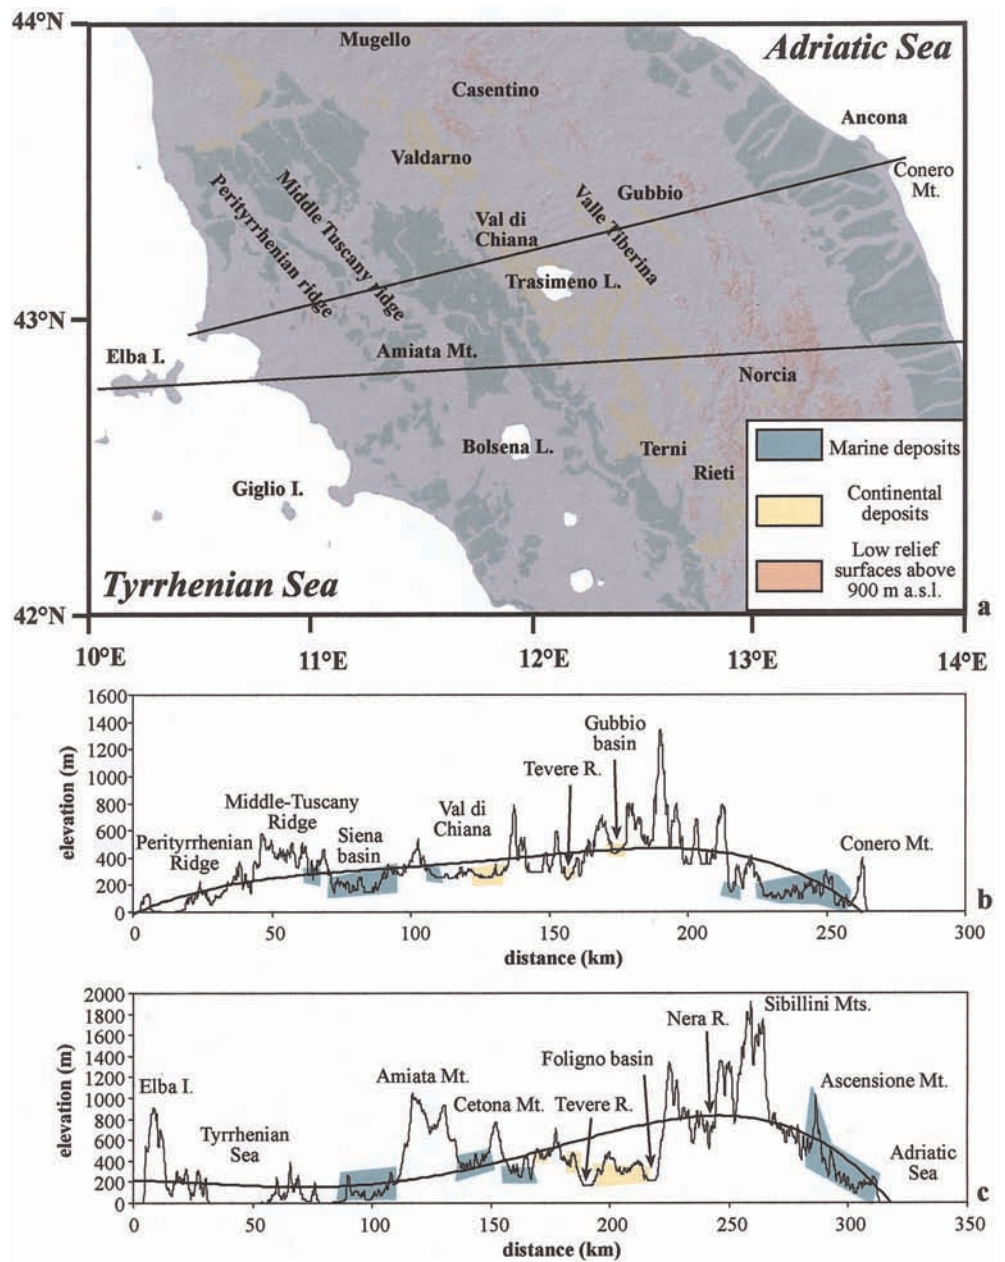 44°N
43°N
42°N
10°E
11°E
12°E
13°E
14°E
Adriatic Sea
Mugello
Casentino
Ancona
Valdarno
Conero
Mt.
Perityrrhenian ridge
Middle Tuscany ridge
Gubbio
Valle Tiberina
Val di
Chiana
Trasimeno L.
Elba I.
Amiata Mt.
Norcia
Bolsena L.
Terni
Rieti
Giglio I.
Tyrrhenian Sea
Marine deposits
Continental
deposits
Low relief
surfaces above
900 m a.s.l.
a
elevation (m)
1600
1400
1200
1000
800
600
400
200
0
Gubbio
basin
Tevere R.
Middle-Tuscany
Ridge
Perityrrhenian
Ridge
Siena
basin
Val di
Chiana
Conero Mt.
b
0
50
100
150
200
250
300
distance (km)
elevation (m)
2000
1800
1600
1400
1200
1000
800
600
400
200
0
Sibillini Mts.
Nera R.
Foligno basin
Elba I.
Amiata Mt.
Ascensione Mt.
Cetona Mt.
Tevere R.
Tyrrhenian
Sea
Adriatic
Sea
c
0
50
100
150
200
250
300
350
distance (km)